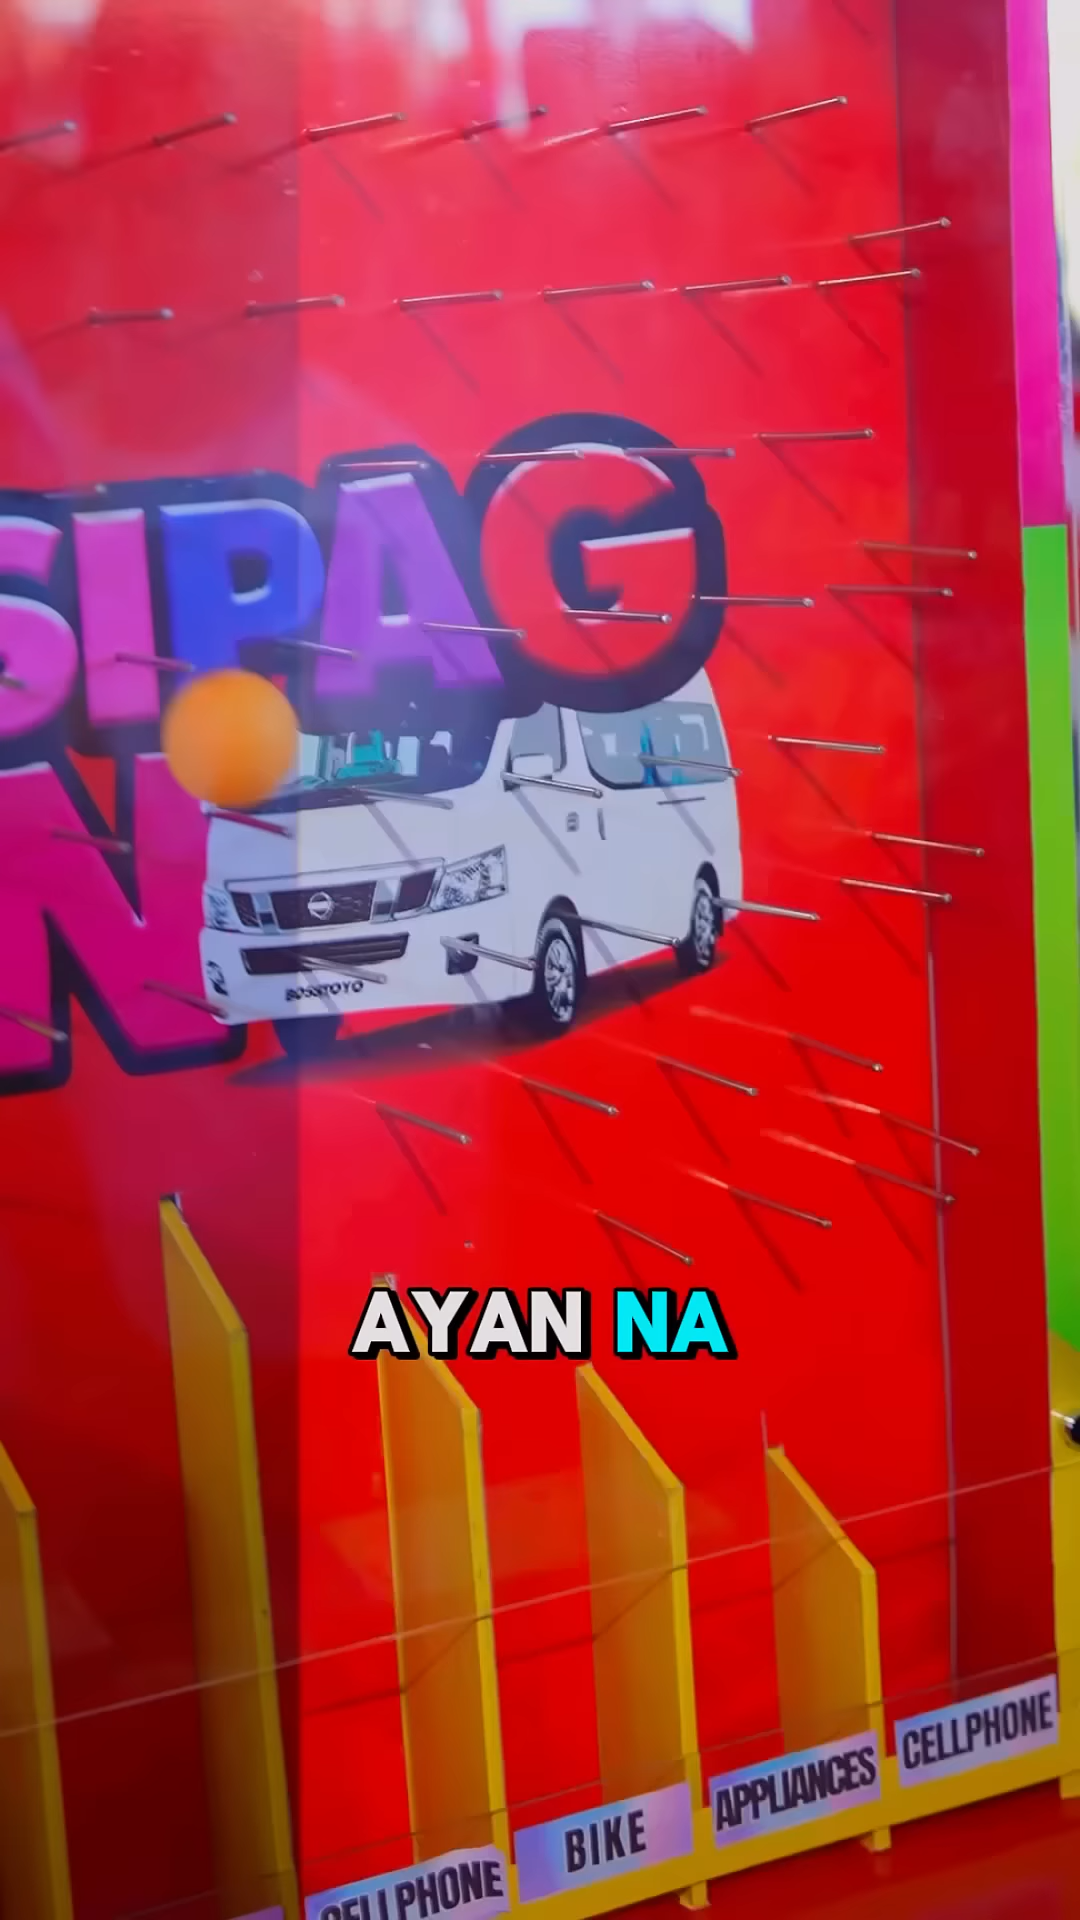 SIPAG
N
BOSSTOYO
AYAN NA
CELLPHONE
BIKE
APPLIANCES
CELLPHONE